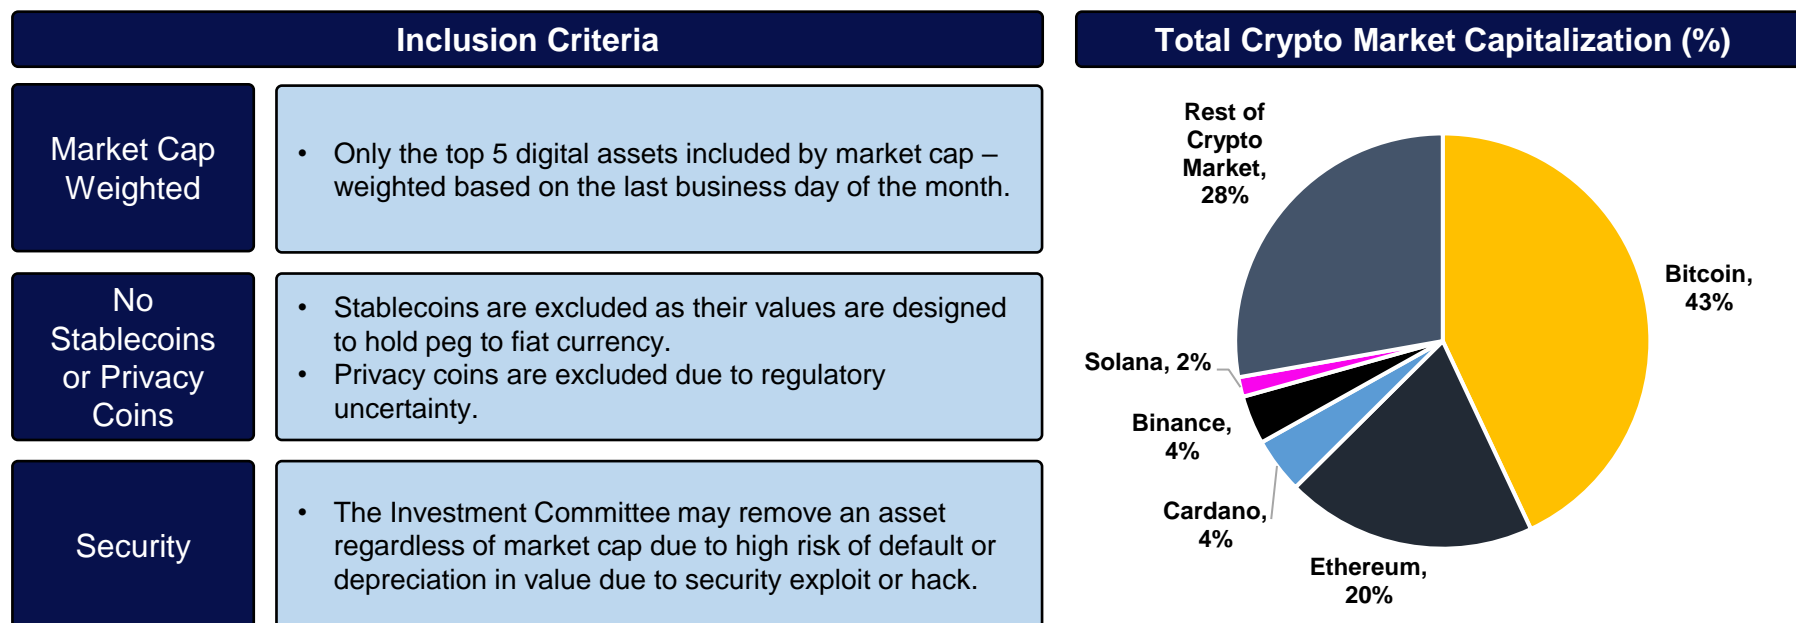 Inclusion Criteria
Market Cap
Weighted
• Only the top 5 digital assets included by market cap –
weighted based on the last business day of the month.
No
Stablecoins
or Privacy
Coins
• Stablecoins are excluded as their values are designed
to hold peg to fiat currency.
• Privacy coins are excluded due to regulatory
uncertainty.
Security
• The Investment Committee may remove an asset
regardless of market cap due to high risk of default or
depreciation in value due to security exploit or hack.
Total Crypto Market Capitalization (%)
Rest of
Crypto
Market,
28%
Bitcoin,
43%
Solana, 2%
Binance,
4%
Cardano,
4%
Ethereum,
20%